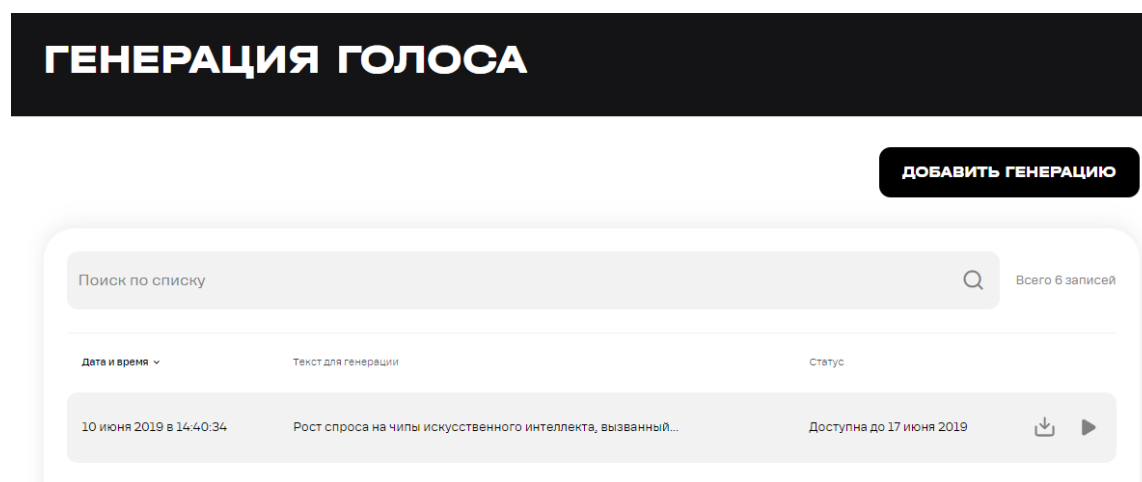 ГЕНЕРАЦИЯ ГОЛОСА
ДОБАВИТЬ ГЕНЕРАЦИЮ
Поиск по списку
Всего 6 записей
Дата и время
Текст для генерации
Статус
10 июня 2019 в 14:40:34
Рост спроса на чипы искусственного интеллекта, вызванный...
Доступна до 17 июня 2019